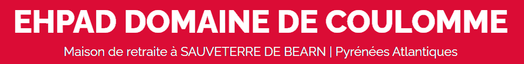 EHPAD DOMAINE DE COULOMME
Maison de retraite à SAUVETERRE DE BEARN | Pyrénées Atlantiques